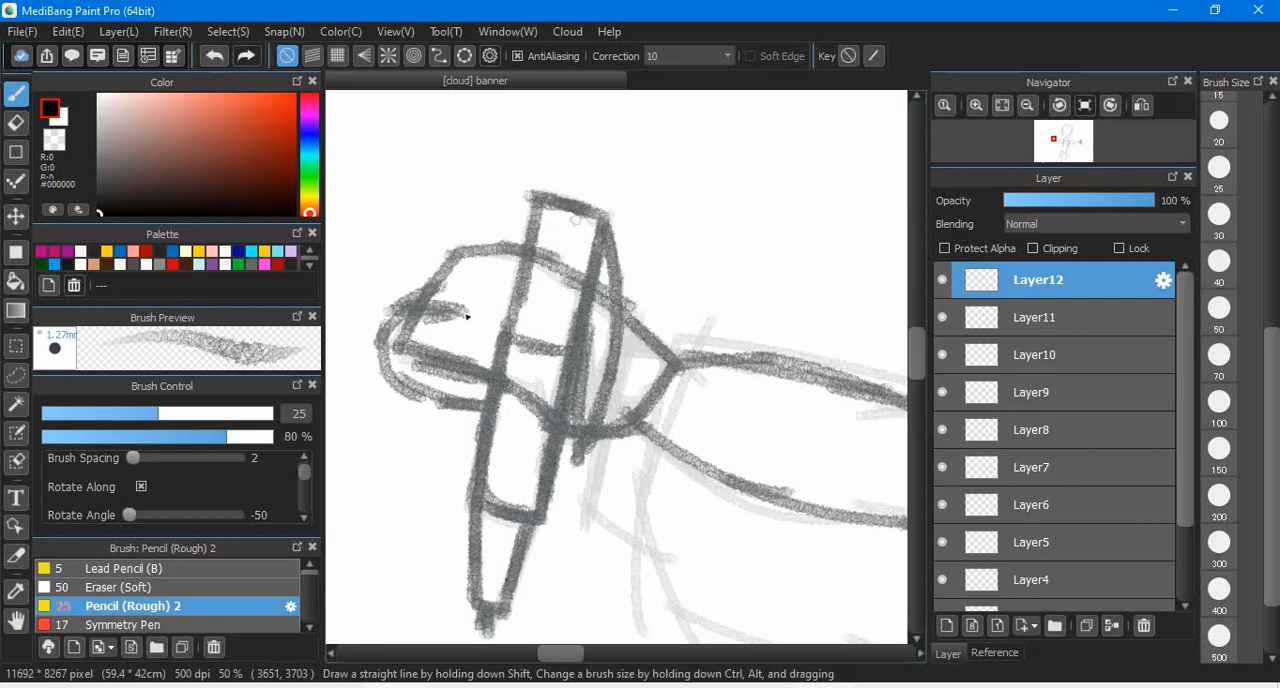 MediBang Paint Pro (64bit)
File(F) Edit(E) Layer(L) Filter(R) Select(S) Snap(N) Color(C) View(V) Tool(T) Window(W) Cloud Help
AntiAliasing Correction 10 Soft Edge Key
Color
R:0
G:0
B:0
#000000
Palette
---
Brush Preview
* 1.27mm
Brush Control
25
80 %
Brush Spacing 2
Rotate Along
Rotate Angle -50
Brush: Pencil (Rough) 2
5 Lead Pencil (B)
50 Eraser (Soft)
25 Pencil (Rough) 2
17 Symmetry Pen
[cloud] banner
Navigator
Layer
Opacity 100 %
Blending Normal
Protect Alpha Clipping Lock
Layer12
Layer11
Layer10
Layer9
Layer8
Layer7
Layer6
Layer5
Layer4
Layer Reference
Brush Size
15
20
25
30
40
50
70
100
150
200
300
400
500
11692 * 8267 pixel (59.4 * 42cm) 500 dpi 50 % ( 3651, 3703 ) Draw a straight line by holding down Shift, Change a brush size by holding down Ctrl, Alt, and dragging